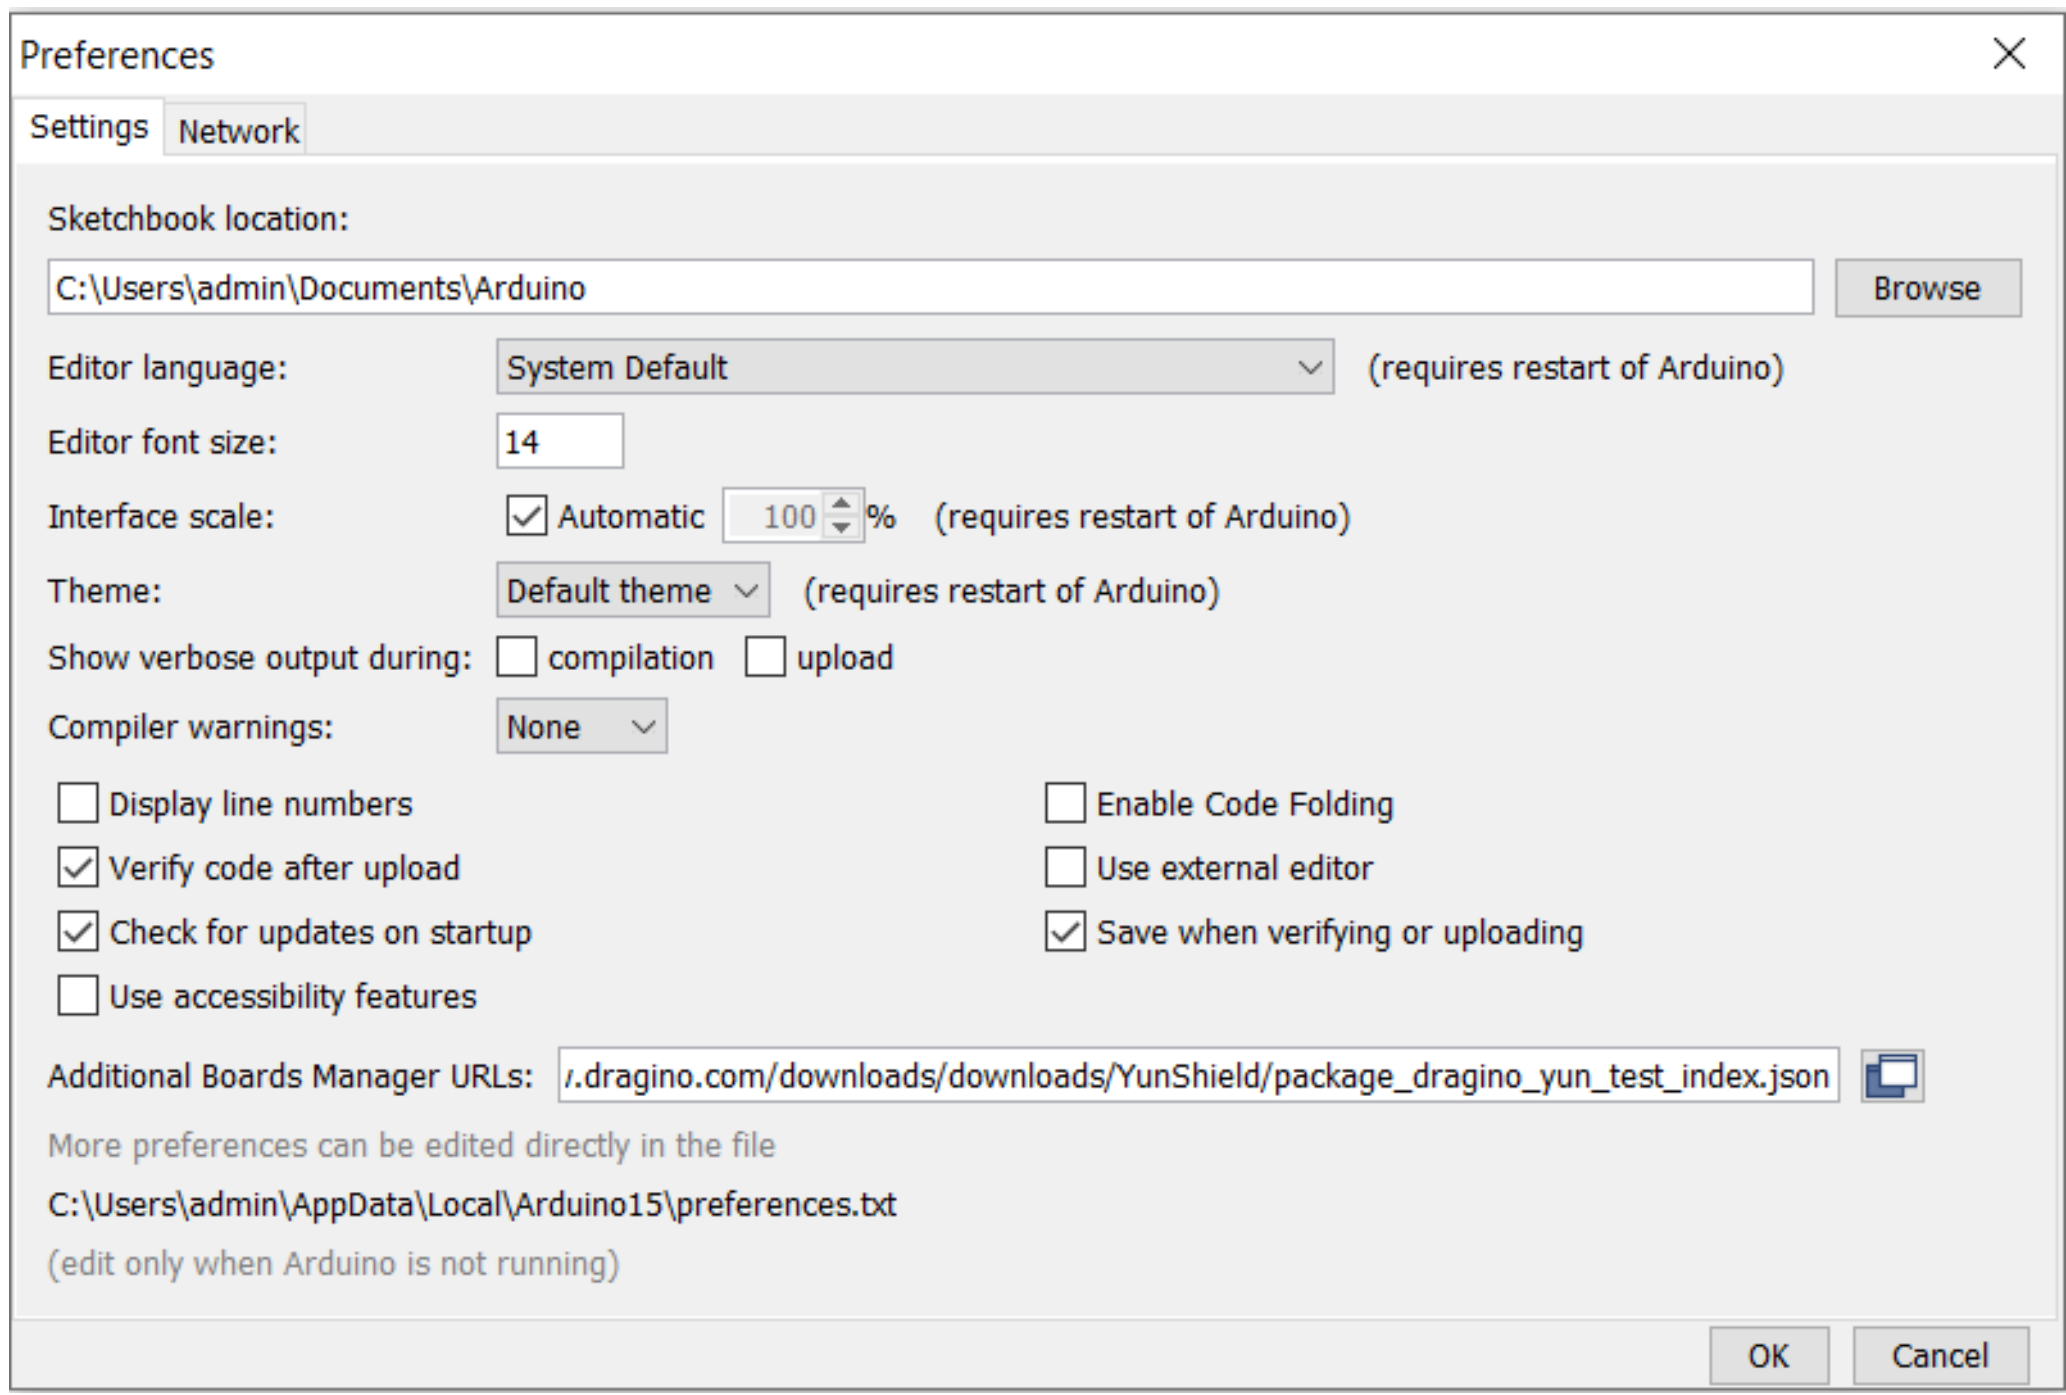 Preferences
Settings Network
Sketchbook location:
C:\Users\admin\Documents\Arduino Browse
Editor language: System Default (requires restart of Arduino)
Editor font size: 14
Interface scale: Automatic 100 % (requires restart of Arduino)
Theme: Default theme (requires restart of Arduino)
Show verbose output during: compilation upload
Compiler warnings: None
Display line numbers Enable Code Folding
Verify code after upload Use external editor
Check for updates on startup Save when verifying or uploading
Use accessibility features
Additional Boards Manager URLs: .dragino.com/downloads/downloads/YunShield/package_dragino_yun_test_index.json
More preferences can be edited directly in the file
C:\Users\admin\AppData\Local\Arduino15\preferences.txt
(edit only when Arduino is not running)
OK Cancel